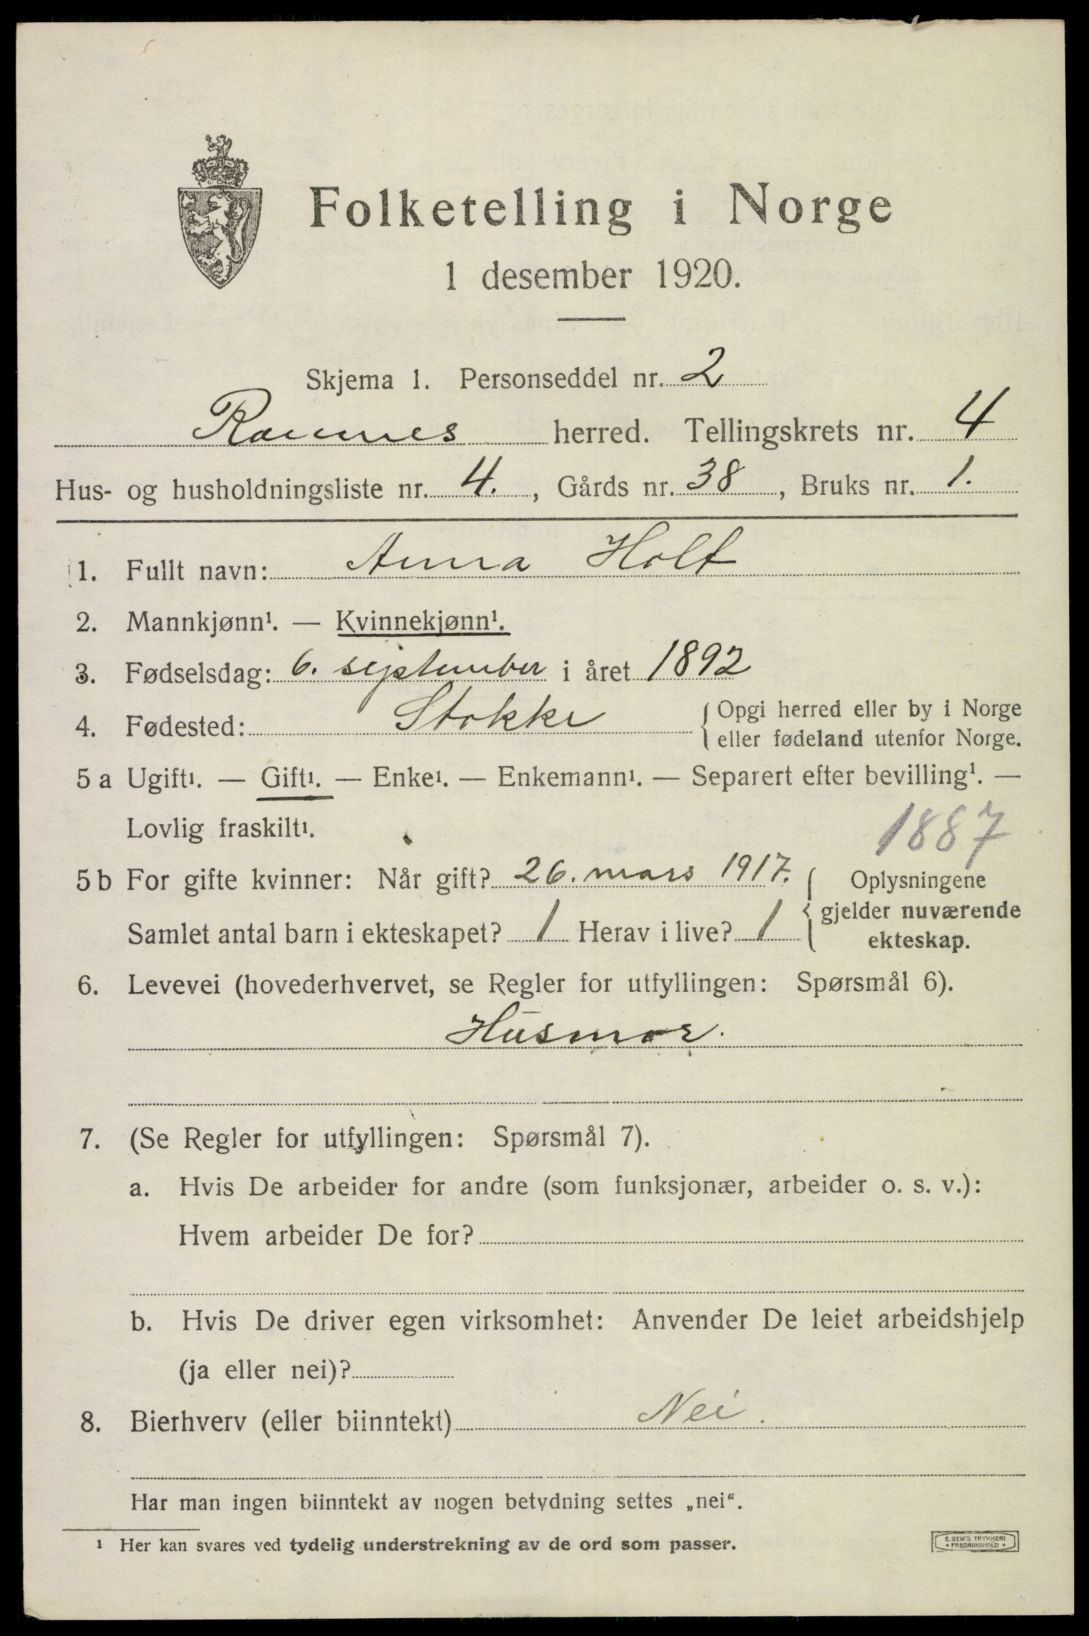 Folketelling i Norge
1 desember 1920.
Skjema 1. Personseddel nr. 2
Ramnes herred. Tellingskrets nr. 4
Hus- og husholdningsliste nr. 4. , Gårds nr. 38 , Bruks nr. 1.
1. Fullt navn: Anna Holt
2. Mannkjønn¹. — Kvinnekjønn¹.
3. Fødselsdag: 6. september i året 1892
4. Fødested: Stokke { Opgi herred eller by i Norge
eller fødeland utenfor Norge.
5 a Ugift¹. — Gift¹. — Enke¹. — Enkemann¹. — Separert efter bevilling¹. —
Lovlig fraskilt¹.
1887
5 b For gifte kvinner: Når gift? 26. mars 1917. { Oplysningene
gjelder nuværende
Samlet antal barn i ekteskapet? 1 Herav i live? 1
ekteskap.
6. Levevei (hovederhvervet, se Regler for utfyllingen: Spørsmål 6).
Husmor.
7. (Se Regler for utfyllingen: Spørsmål 7).
a. Hvis De arbeider for andre (som funksjonær, arbeider o. s. v.):
Hvem arbeider De for?
b. Hvis De driver egen virksomhet: Anvender De leiet arbeidshjelp
(ja eller nei)?
8. Bierhverv (eller biinntekt) Nei.
Har man ingen biinntekt av nogen betydning settes „nei“.
¹ Her kan svares ved tydelig understrekning av de ord som passer.
E. SEM'S TRYKKERI
• FREDRIKSHALD •